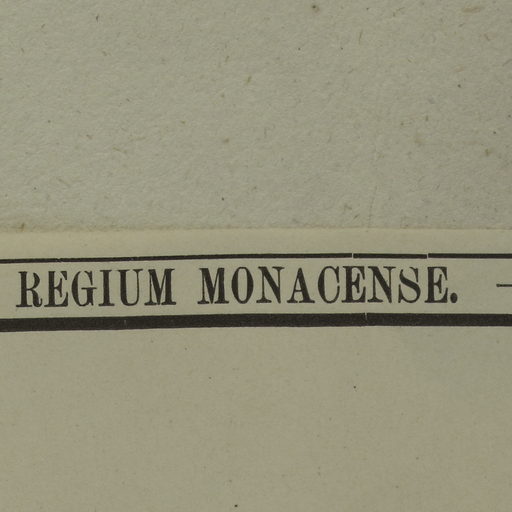 REGIUM MONACENSE. —